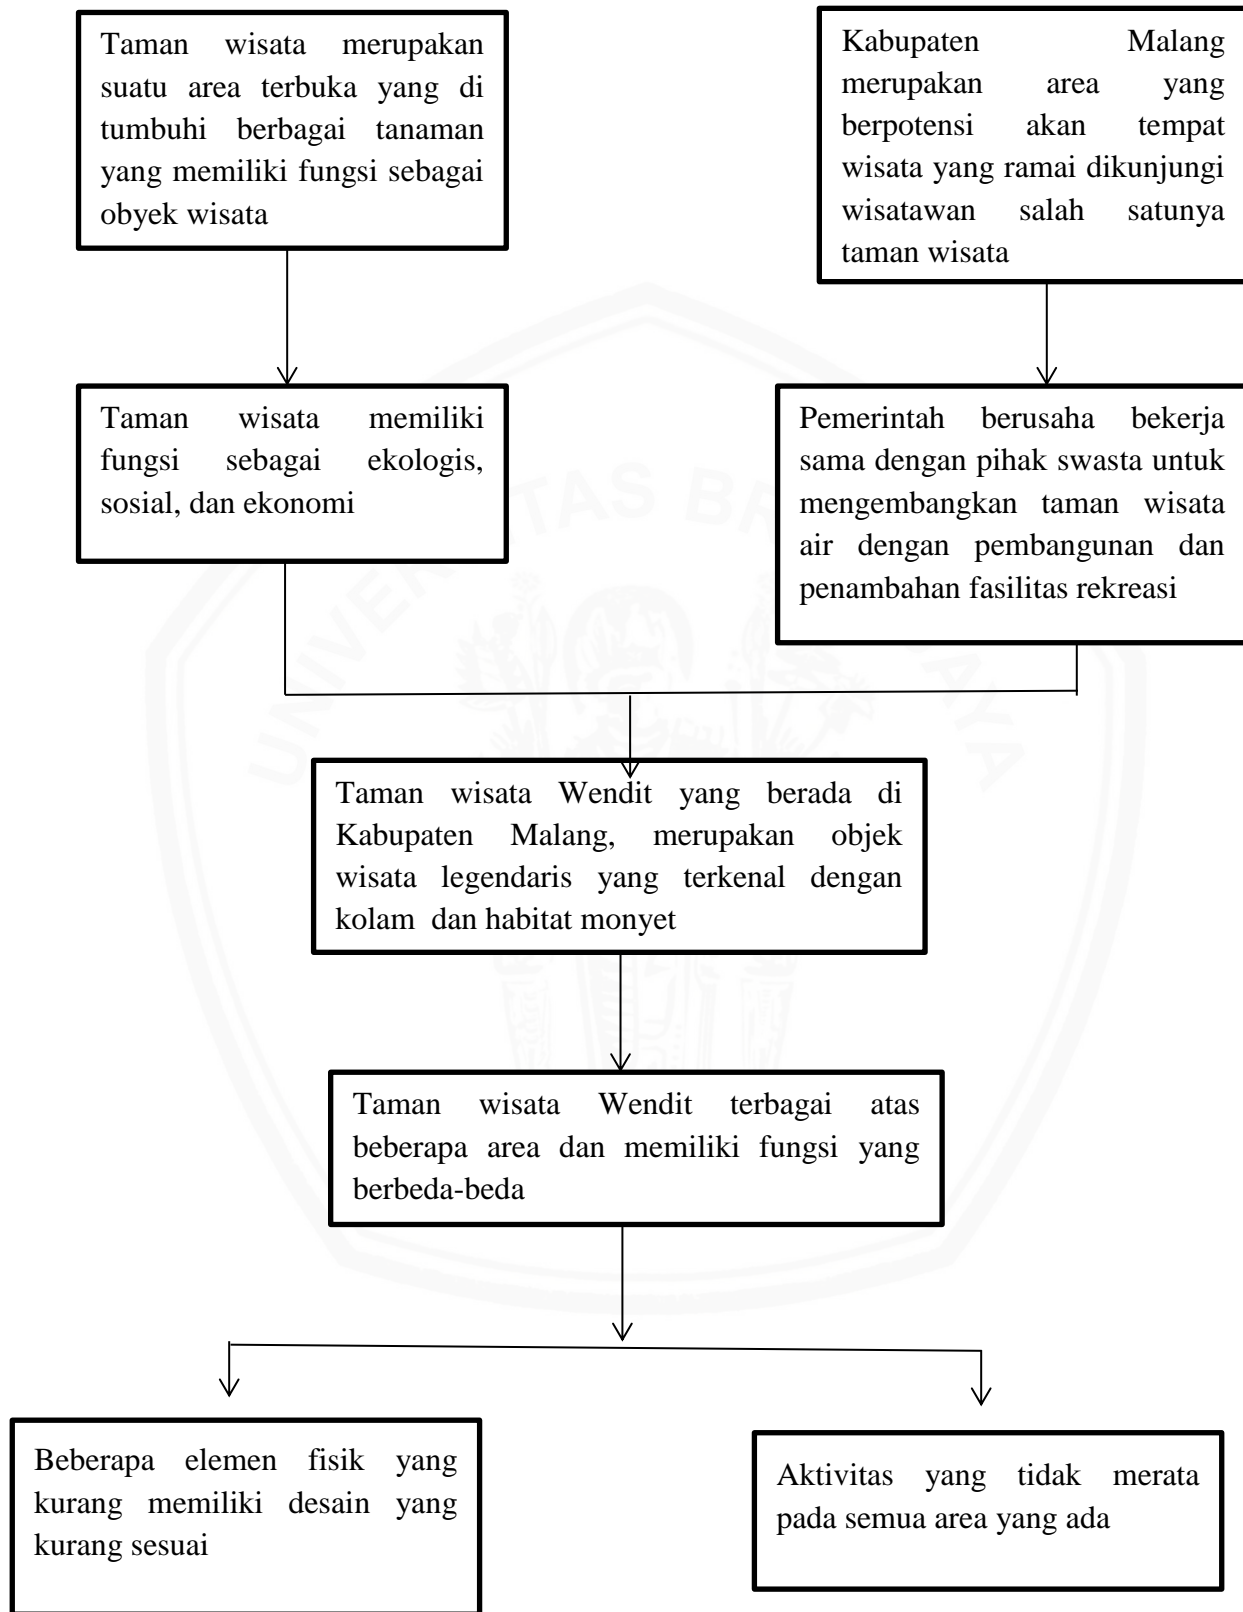 Taman wisata merupakan
suatu area terbuka yang di
tumbuhi berbagai tanaman
yang memiliki fungsi sebagai
obyek wisata
Kabupaten Malang
merupakan area yang
berpotensi akan tempat
wisata yang ramai dikunjungi
wisatawan salah satunya
taman wisata
Taman wisata memiliki
fungsi sebagai ekologis,
sosial, dan ekonomi
Pemerintah berusaha bekerja
sama dengan pihak swasta untuk
mengembangkan taman wisata
air dengan pembangunan dan
penambahan fasilitas rekreasi
UNIVERSITAS BRAWIJAYA
Taman wisata Wendit yang berada di
Kabupaten Malang, merupakan objek
wisata legendaris yang terkenal dengan
kolam dan habitat monyet
Taman wisata Wendit terbagai atas
beberapa area dan memiliki fungsi yang
berbeda-beda
Beberapa elemen fisik yang
kurang memiliki desain yang
kurang sesuai
Aktivitas yang tidak merata
pada semua area yang ada